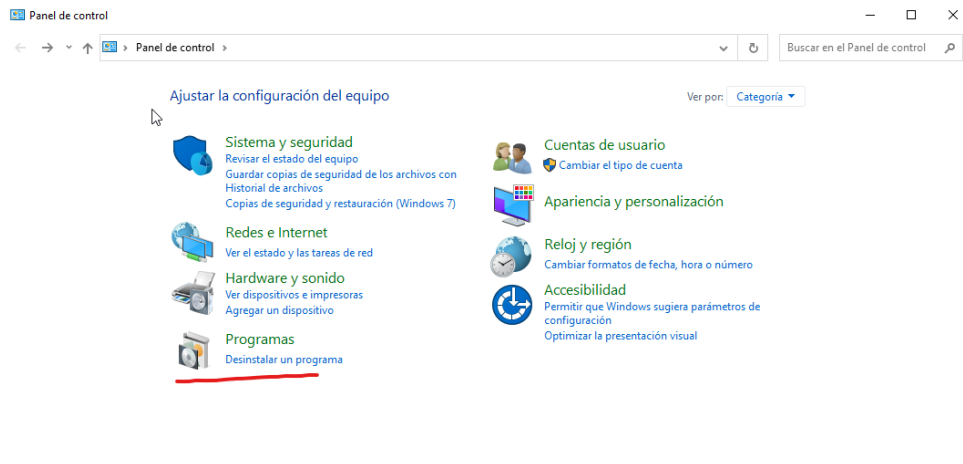 Panel de control
Panel de control
Buscar en el Panel de control
Ajustar la configuración del equipo
Ver por: Categoría
Sistema y seguridad
Revisar el estado del equipo
Guardar copias de seguridad de los archivos con
Historial de archivos
Copias de seguridad y restauración (Windows 7)
Redes e Internet
Ver el estado y las tareas de red
Hardware y sonido
Ver dispositivos e impresoras
Agregar un dispositivo
Programas
Desinstalar un programa
Cuentas de usuario
Cambiar el tipo de cuenta
Apariencia y personalización
Reloj y región
Cambiar formatos de fecha, hora o número
Accesibilidad
Permitir que Windows sugiera parámetros de
configuración
Optimizar la presentación visual